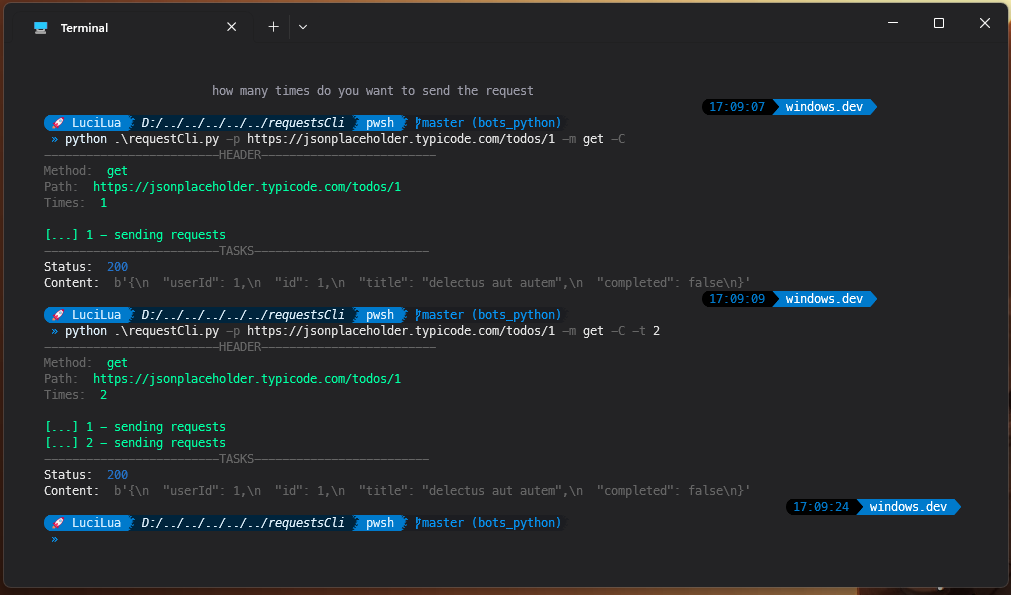 Terminal
how many times do you want to send the request
17:09:07 windows.dev
LuciLua D:/../../../../../requestsCli pwsh master (bots_python)
» python .\requestCli.py -p https://jsonplaceholder.typicode.com/todos/1 -m get -C
-------------------------HEADER-------------------------
Method: get
Path: https://jsonplaceholder.typicode.com/todos/1
Times: 1
[...] 1 - sending requests
-------------------------TASKS-------------------------
Status: 200
Content: b'{\n  "userId": 1,\n  "id": 1,\n  "title": "delectus aut autem",\n  "completed": false\n}'
17:09:09 windows.dev
LuciLua D:/../../../../../requestsCli pwsh master (bots_python)
» python .\requestCli.py -p https://jsonplaceholder.typicode.com/todos/1 -m get -C -t 2
-------------------------HEADER-------------------------
Method: get
Path: https://jsonplaceholder.typicode.com/todos/1
Times: 2
[...] 1 - sending requests
[...] 2 - sending requests
-------------------------TASKS-------------------------
Status: 200
Content: b'{\n  "userId": 1,\n  "id": 1,\n  "title": "delectus aut autem",\n  "completed": false\n}'
17:09:24 windows.dev
LuciLua D:/../../../../../requestsCli pwsh master (bots_python)
»